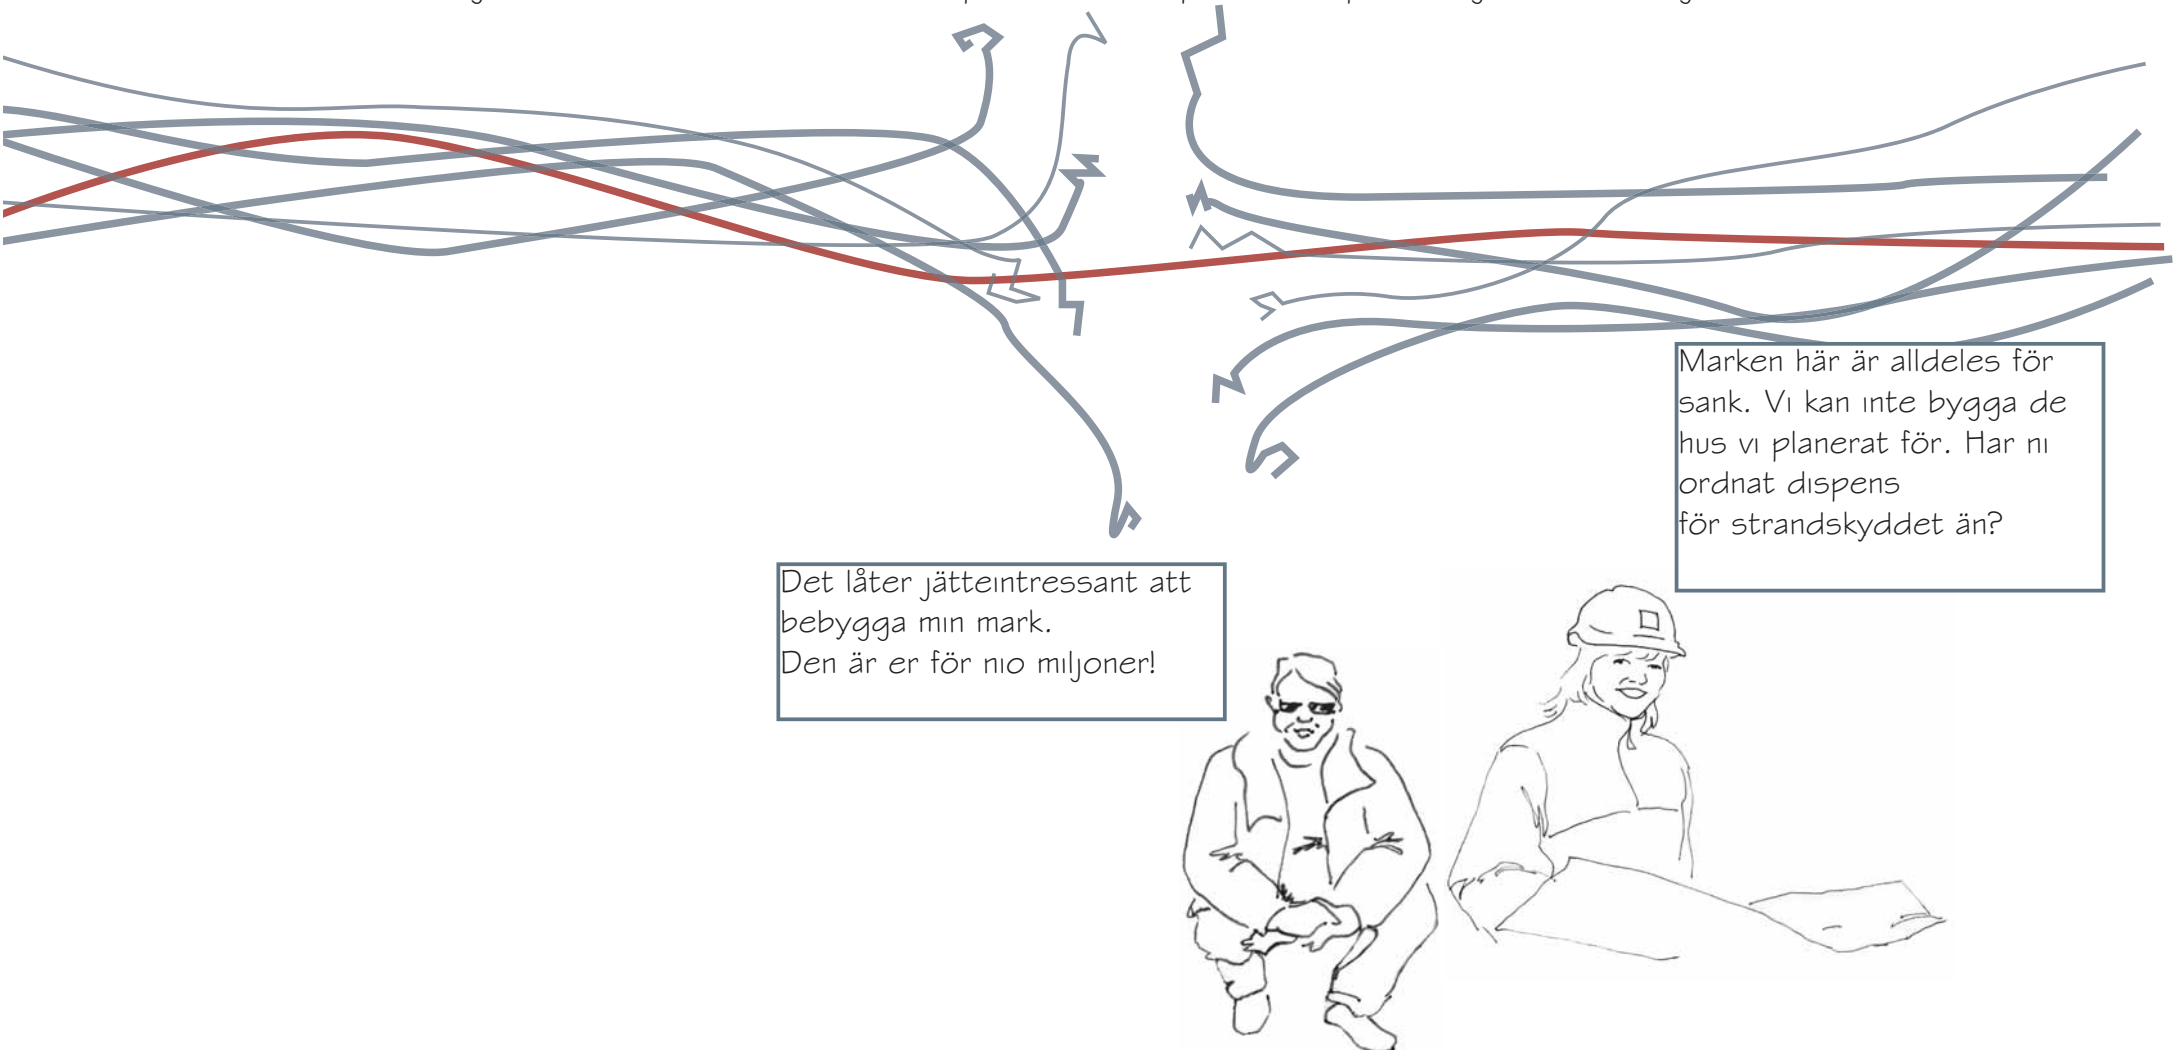 Marken här är alldeles för
sank. Vi kan inte bygga de
hus vi planerat för. Har ni
ordnat dispens
för strandskyddet än?
Det låter jätteintressant att
bebygga min mark.
Den är er för nio miljoner!